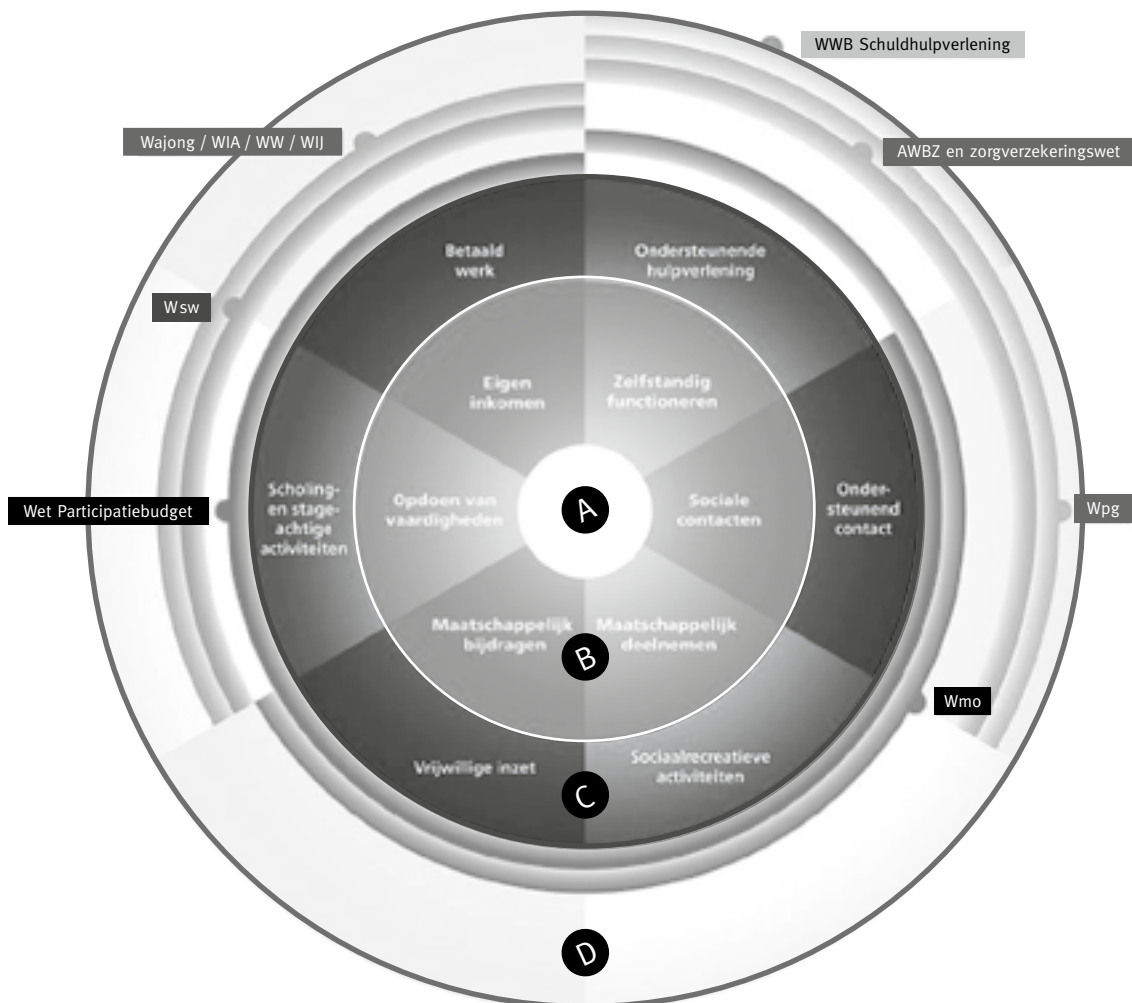 WWB Schuldhulpverlening
Wajong / WIA / WW / WIJ
AWBZ en zorgverzekeringswet
Betaald
werk
Ondersteunende
hulpverlening
Wsw
Eigen
inkomen
Zelfstandig
functioneren
Wet Participatiebudget
Scholing-
en stage-
achtige
activiteiten
Opdoen van
vaardigheden
A
Sociale
contacten
Onder-
steunend
contact
Wpg
Maatschappelijk
bijdragen
Maatschappelijk
deelnemen
B
Wmo
Vrijwillige inzet
Sociaalrecreatieve
activiteiten
C
D